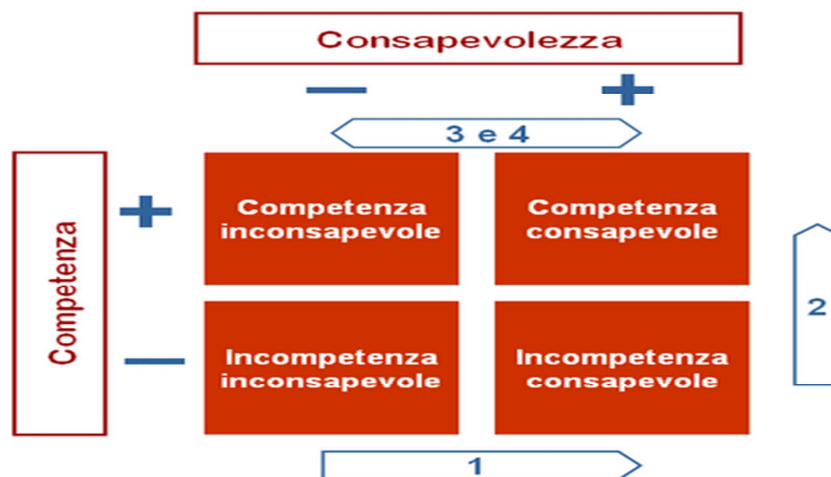 Consapevolezza
− +
3 e 4
Competenza
+
Competenza
inconsapevole
Competenza
consapevole
2
−
Incompetenza
inconsapevole
Incompetenza
consapevole
1